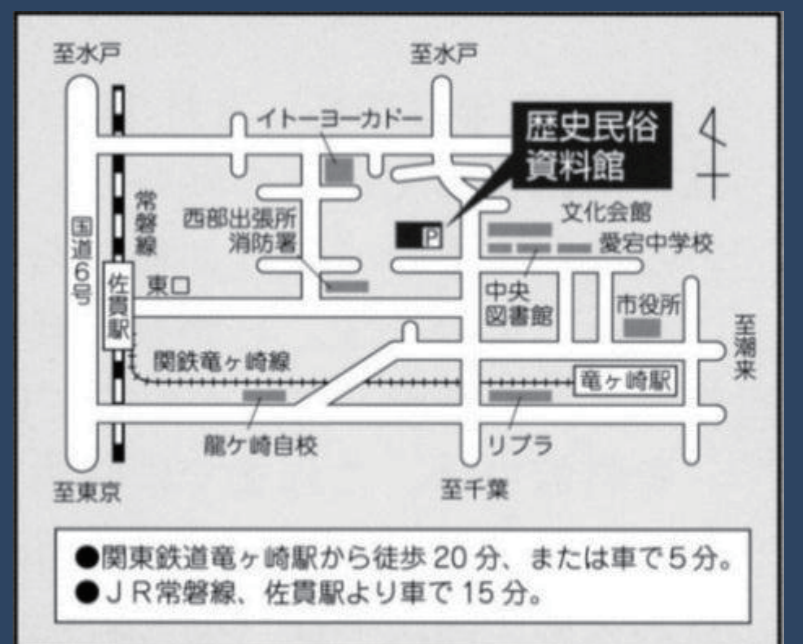 至水戸
至水戸
イトーヨーカドー
歴史民俗
資料館
常磐線
西部出張所
消防署
文化会館
愛宕中学校
国道6号
P
佐貫駅
東口
中央
図書館
市役所
至潮来
関鉄竜ヶ崎線
竜ヶ崎駅
龍ケ崎自校
リブラ
至東京
至千葉
●関東鉄道竜ヶ崎駅から徒歩20分、または車で5分。
●JR常磐線、佐貫駅より車で15分。